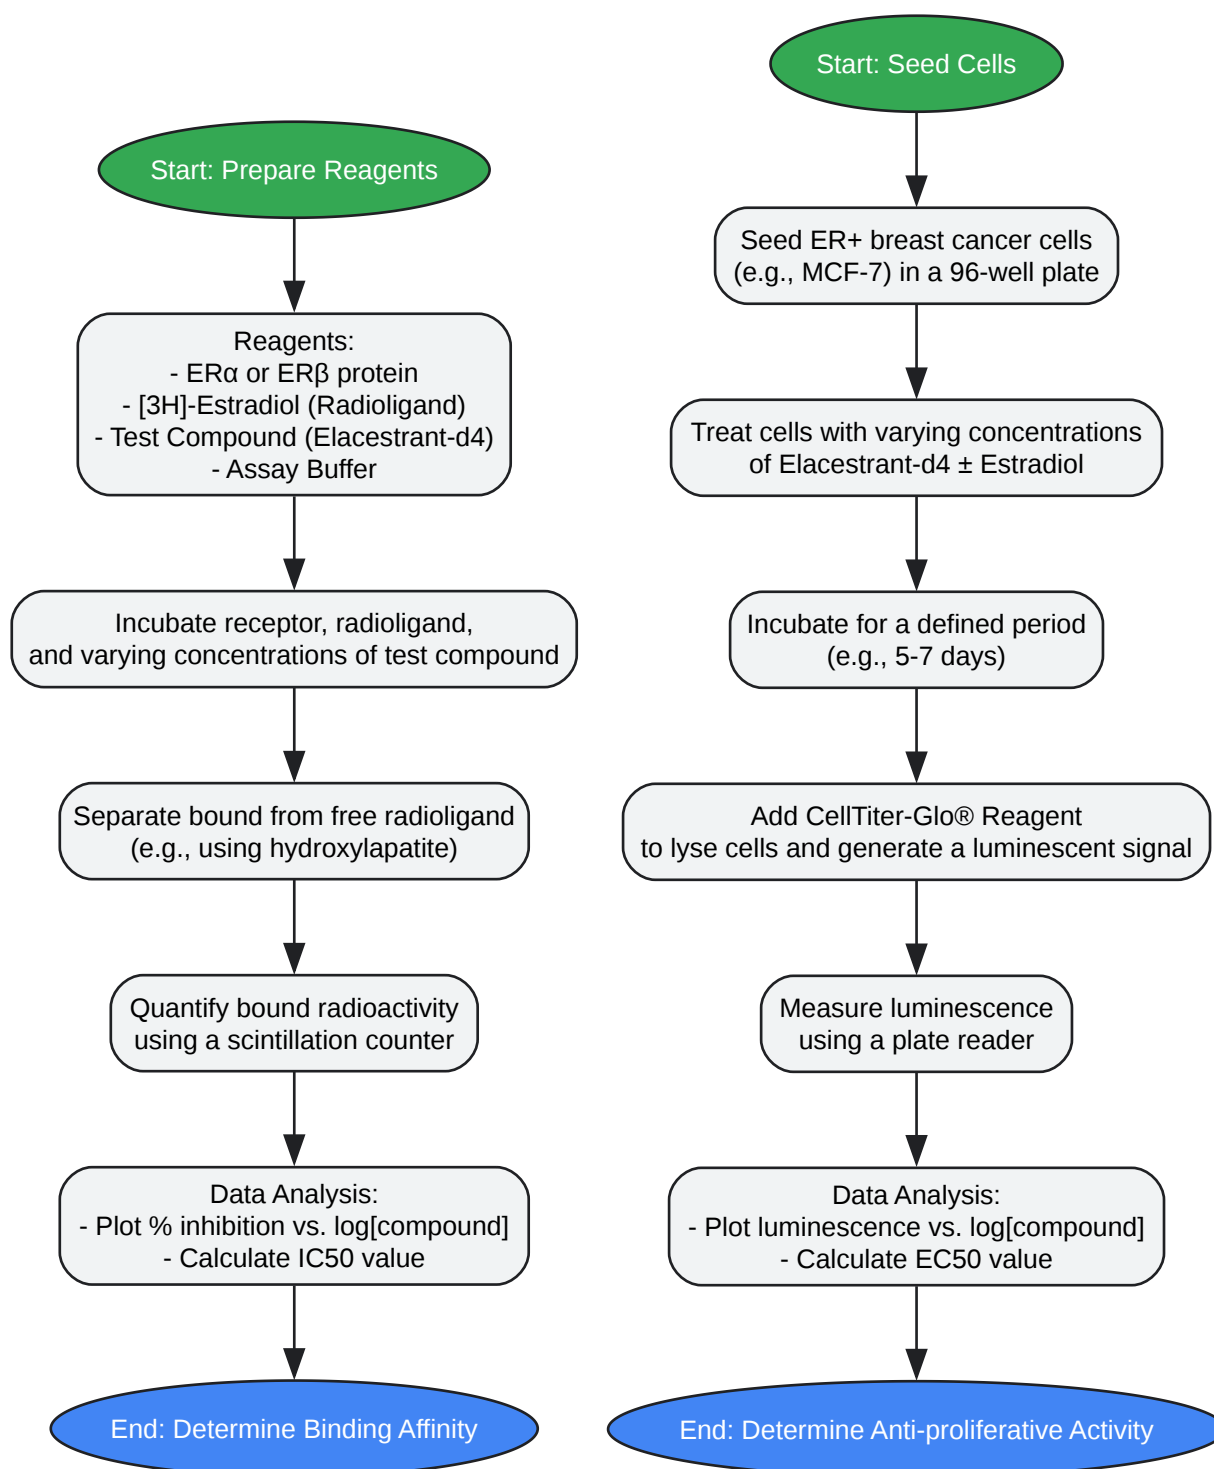 Start: Prepare Reagents
Reagents:
- ERα or ERβ protein
- [3H]-Estradiol (Radioligand)
- Test Compound (Elacestrant-d4)
- Assay Buffer
Incubate receptor, radioligand,
and varying concentrations of test compound
Separate bound from free radioligand
(e.g., using hydroxylapatite)
Quantify bound radioactivity
using a scintillation counter
Data Analysis:
- Plot % inhibition vs. log[compound]
- Calculate IC50 value
End: Determine Binding Affinity
Start: Seed Cells
Seed ER+ breast cancer cells
(e.g., MCF-7) in a 96-well plate
Treat cells with varying concentrations
of Elacestrant-d4 ± Estradiol
Incubate for a defined period
(e.g., 5-7 days)
Add CellTiter-Glo® Reagent
to lyse cells and generate a luminescent signal
Measure luminescence
using a plate reader
Data Analysis:
- Plot luminescence vs. log[compound]
- Calculate EC50 value
End: Determine Anti-proliferative Activity